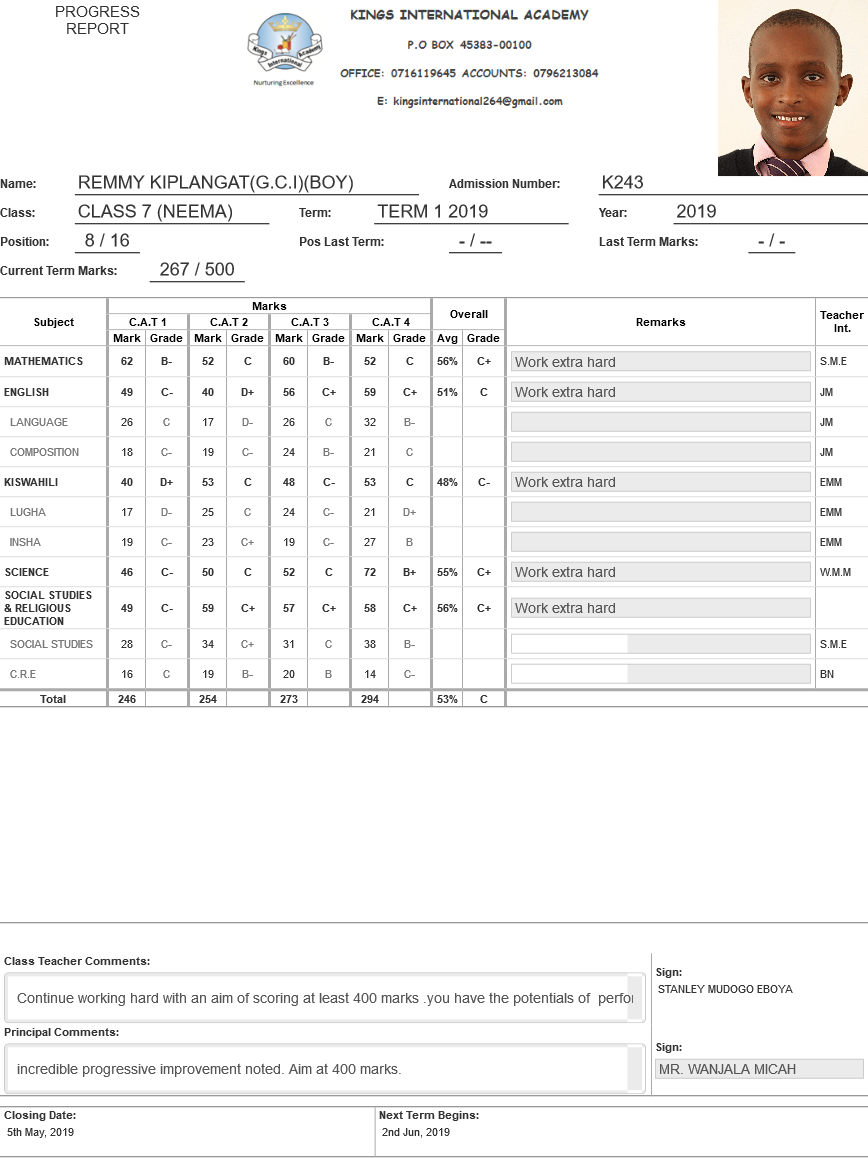 PROGRESS
REPORT
Kings
International
Academy
Nurturing Excellence
KINGS INTERNATIONAL ACADEMY
P.O BOX 45383-00100
OFFICE: 0716119645 ACCOUNTS: 0796213084
E: kingsinternational264@gmail.com
Name: REMMY KIPLANGAT(G.C.I)(BOY) Admission Number: K243
Class: CLASS 7 (NEEMA) Term: TERM 1 2019 Year: 2019
Position: 8 / 16 Pos Last Term: - / -- Last Term Marks: - / -
Current Term Marks: 267 / 500
Subject Marks Overall Remarks Teacher Int.
C.A.T 1 C.A.T 2 C.A.T 3 C.A.T 4
Mark Grade Mark Grade Mark Grade Mark Grade Avg Grade
MATHEMATICS 62 B- 52 C 60 B- 52 C 56% C+ Work extra hard S.M.E
ENGLISH 49 C- 40 D+ 56 C+ 59 C+ 51% C Work extra hard JM
LANGUAGE 26 C 17 D- 26 C 32 B- JM
COMPOSITION 18 C- 19 C- 24 B- 21 C JM
KISWAHILI 40 D+ 53 C 48 C- 53 C 48% C- Work extra hard EMM
LUGHA 17 D- 25 C 24 C- 21 D+ EMM
INSHA 19 C- 23 C+ 19 C- 27 B EMM
SCIENCE 46 C- 50 C 52 C 72 B+ 55% C+ Work extra hard W.M.M
SOCIAL STUDIES
& RELIGIOUS
EDUCATION 49 C- 59 C+ 57 C+ 58 C+ 56% C+ Work extra hard
SOCIAL STUDIES 28 C- 34 C+ 31 C 38 B- S.M.E
C.R.E 16 C 19 B- 20 B 14 C- BN
Total 246 254 273 294 53% C
Class Teacher Comments:
Continue working hard with an aim of scoring at least 400 marks .you have the potentials of perfor
Sign:
STANLEY MUDOGO EBOYA
Principal Comments:
incredible progressive improvement noted. Aim at 400 marks.
Sign:
MR. WANJALA MICAH
Closing Date: Next Term Begins:
5th May, 2019 2nd Jun, 2019